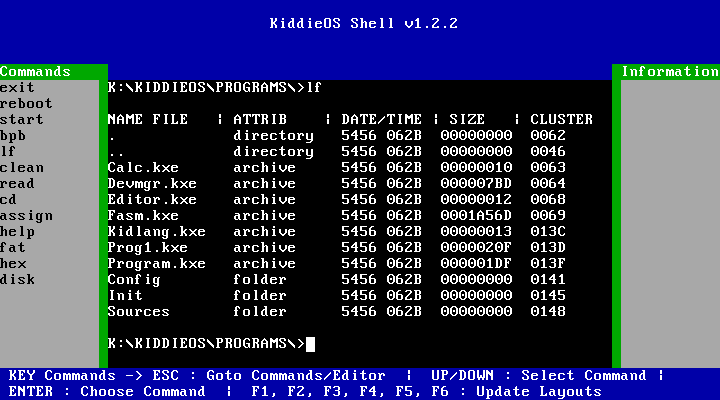 KiddieOS Shell v1.2.2
Commands
Information
exit
reboot
start
bpb
lf
clean
read
cd
assign
help
fat
hex
disk
K:\KIDDIEOS\PROGRAMS\>lf
NAME FILE ¦ ATTRIB ¦ DATE/TIME ¦ SIZE ¦ CLUSTER
. directory 5456 062B 00000000 0062
.. directory 5456 062B 00000000 0046
Calc.kxe archive 5456 062B 00000010 0063
Devmgr.kxe archive 5456 062B 000007BD 0064
Editor.kxe archive 5456 062B 00000012 0068
Fasm.kxe archive 5456 062B 0001A56D 0069
Kidlang.kxe archive 5456 062B 00000013 013C
Prog1.kxe archive 5456 062B 0000020F 013D
Program.kxe archive 5456 062B 000001DF 013F
Config folder 5456 062B 00000000 0141
Init folder 5456 062B 00000000 0145
Sources folder 5456 062B 00000000 0148
K:\KIDDIEOS\PROGRAMS\>
KEY Commands -> ESC : Goto Commands/Editor ¦ UP/DOWN : Select Command ¦
ENTER : Choose Command ¦ F1, F2, F3, F4, F5, F6 : Update Layouts